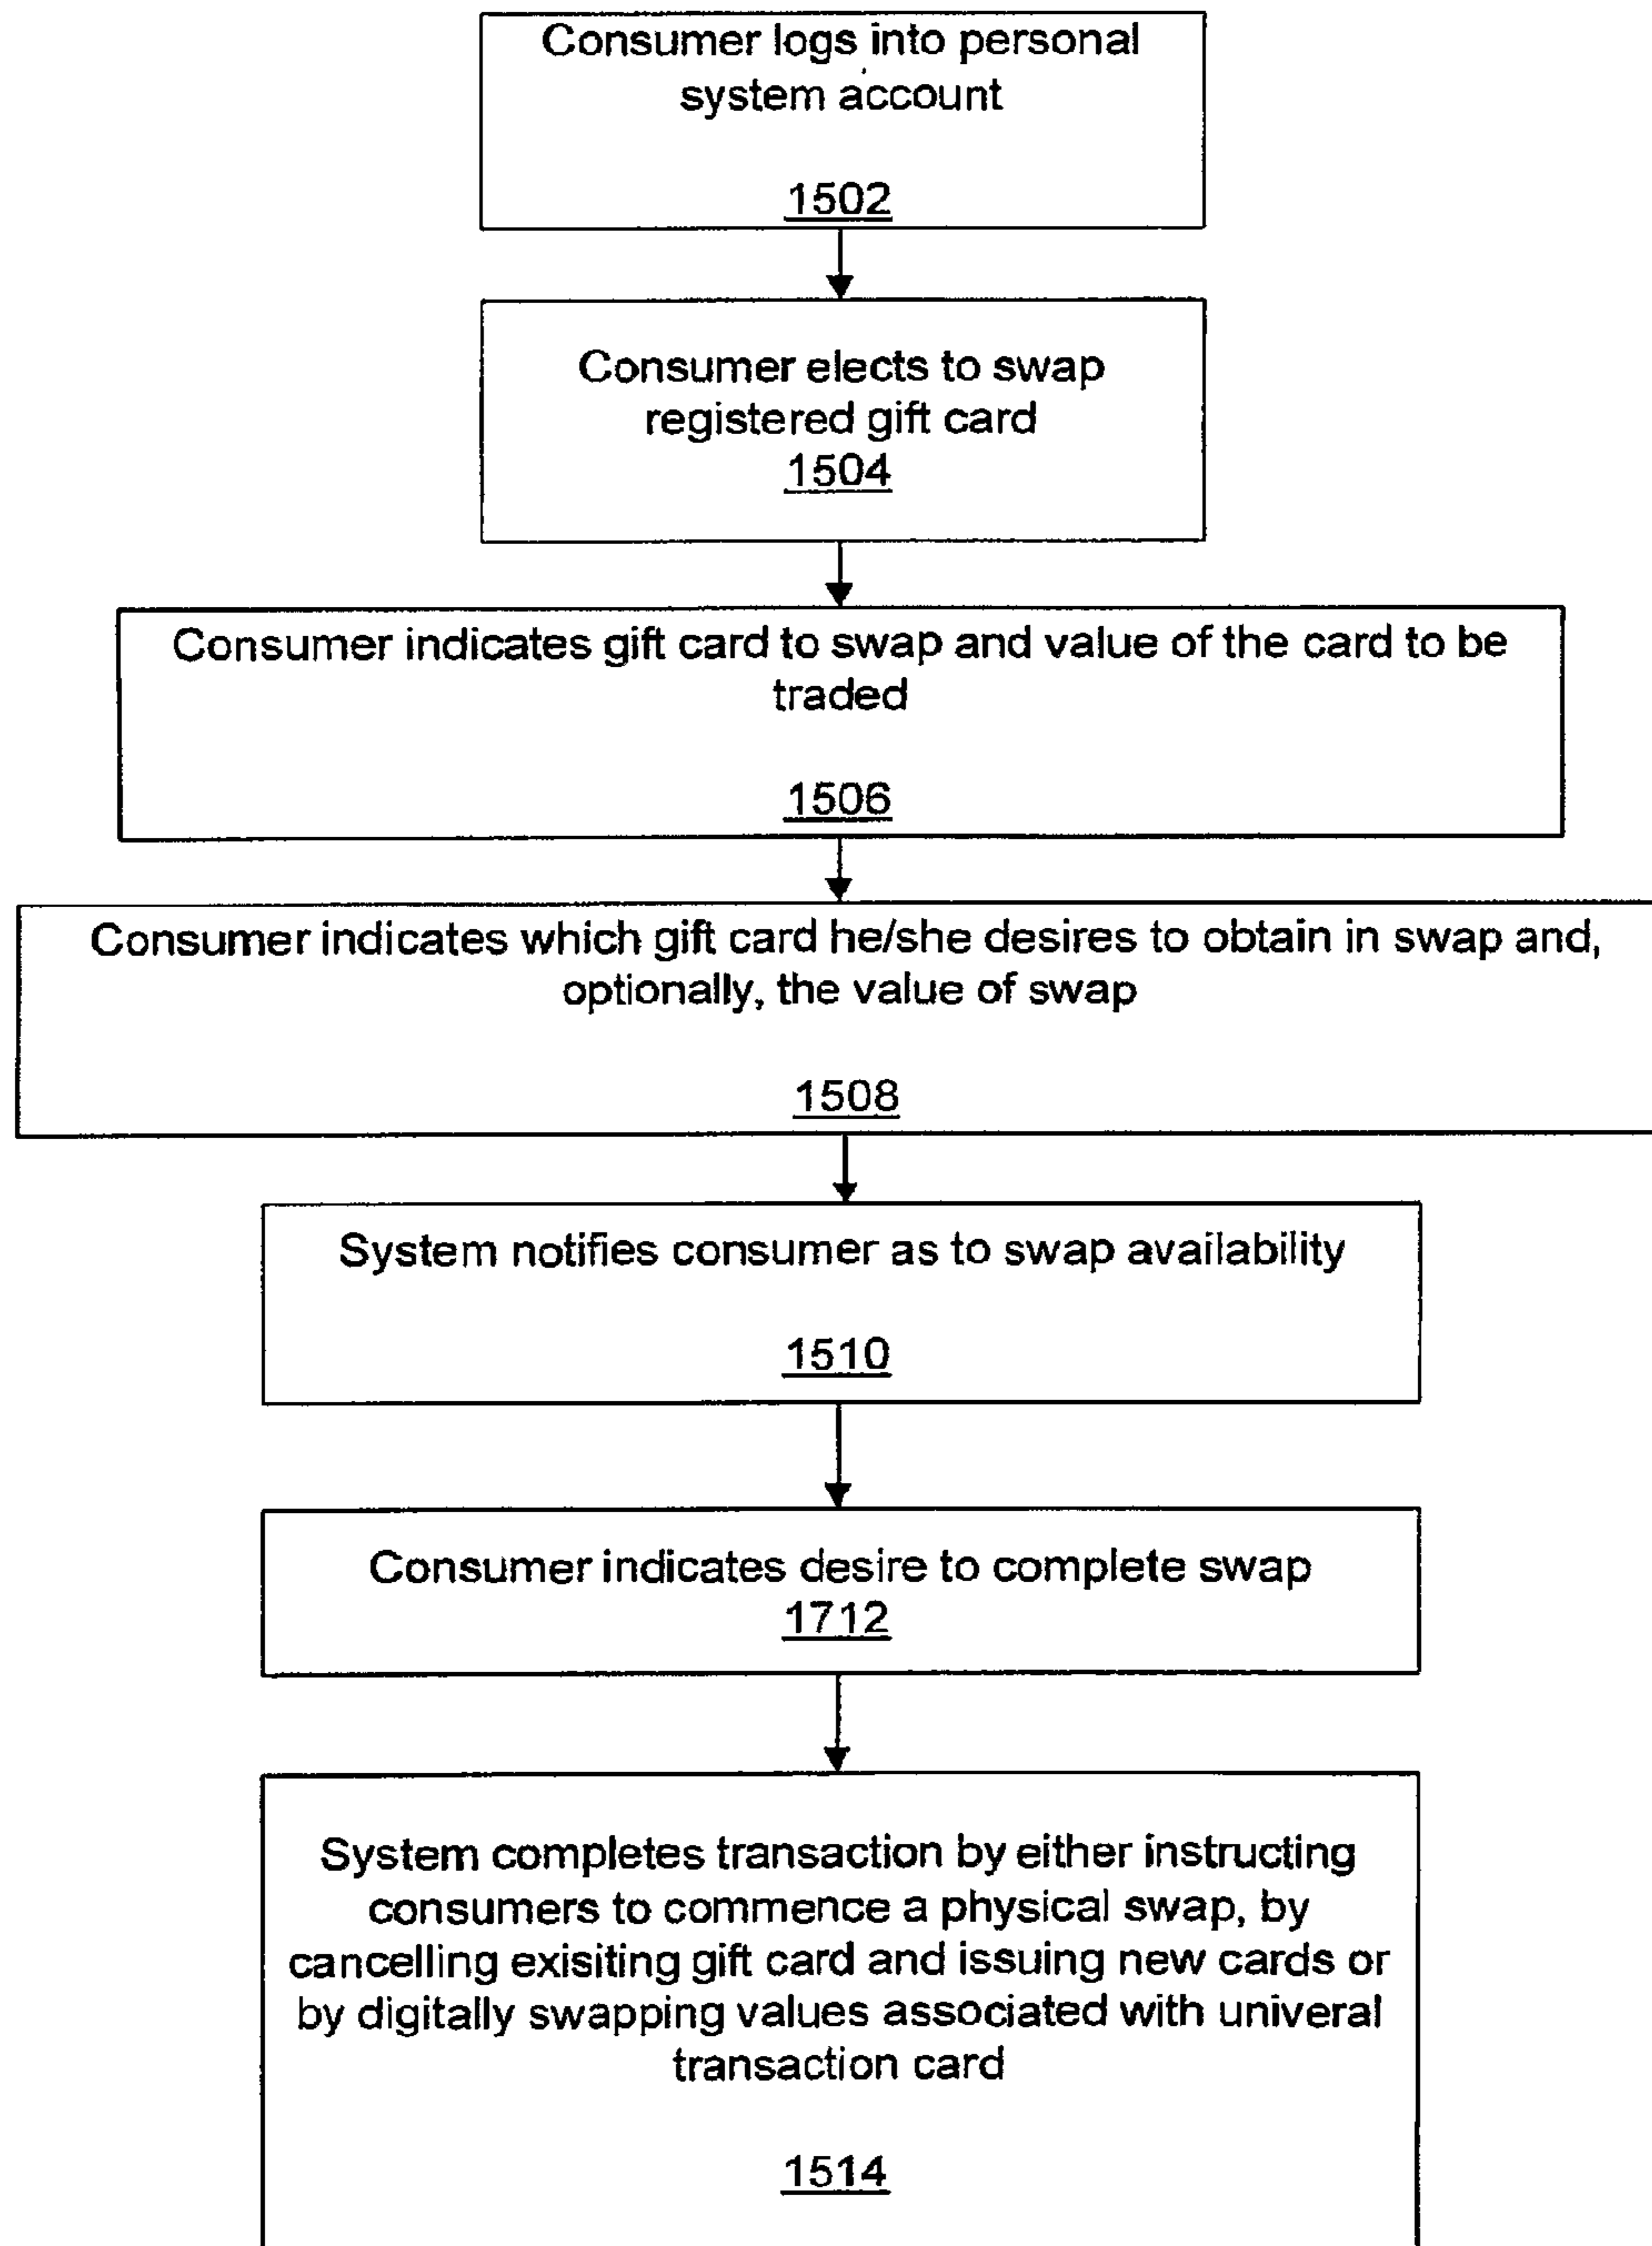 Consumer logs into personal
system account
1502
Consumer elects to swap
registered gift card
1504
Consumer indicates gift card to swap and value of the card to be
traded
1506
Consumer indicates which gift card he/she desires to obtain in swap and,
optionally, the value of swap
1508
System notifies consumer as to swap availability
1510
Consumer indicates desire to complete swap
1712
System completes transaction by either instructing
consumers to commence a physical swap, by
cancelling exisiting gift card and issuing new cards or
by digitally swapping values associated with univeral
transaction card
1514